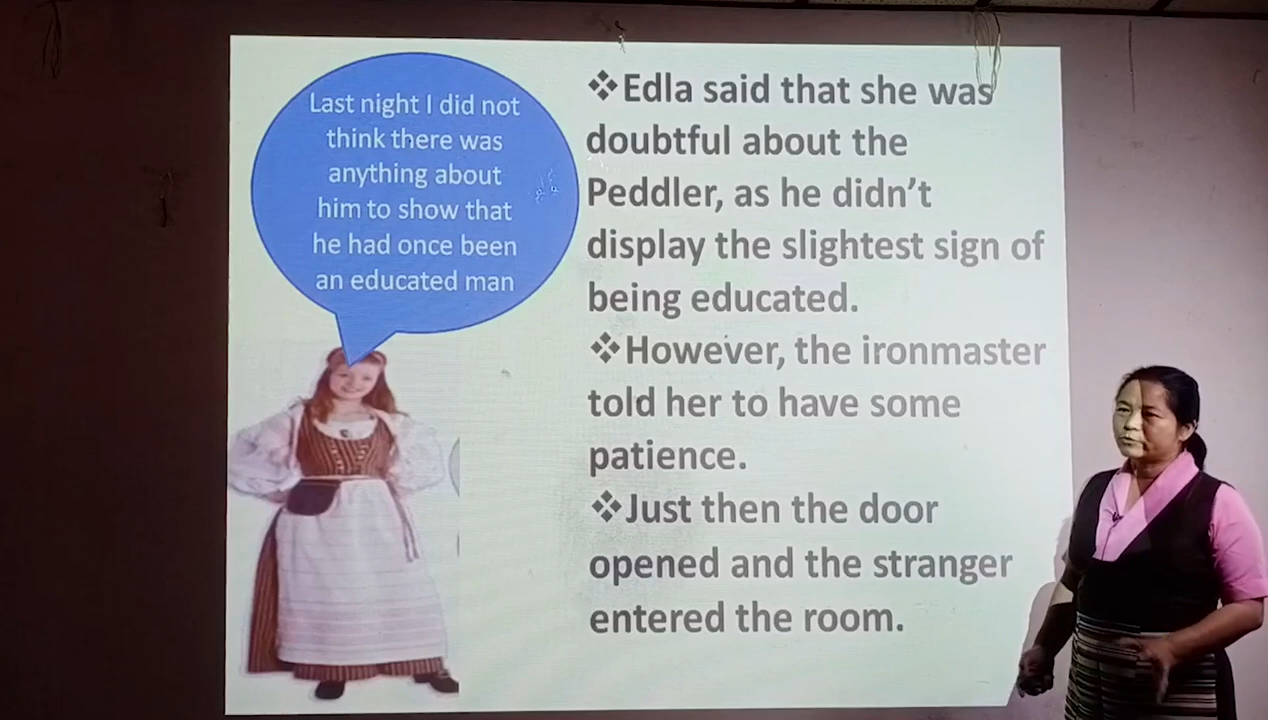 Last night I did not
think there was
anything about
him to show that
he had once been
an educated man
❖Edla said that she was
doubtful about the
Peddler, as he didn’t
display the slightest sign of
being educated.
❖However, the ironmaster
told her to have some
patience.
❖Just then the door
opened and the stranger
entered the room.